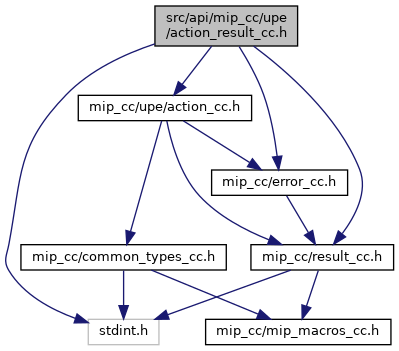 src/api/mip_cc/upe
/action_result_cc.h
mip_cc/upe/action_cc.h
mip_cc/error_cc.h
mip_cc/common_types_cc.h
mip_cc/result_cc.h
stdint.h
mip_cc/mip_macros_cc.h